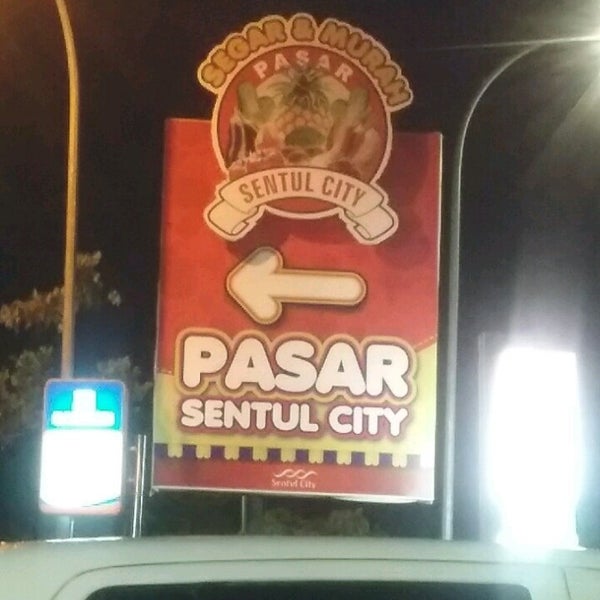 SEGAR & MURAH
PASAR
SENTUL CITY
PASAR
SENTUL CITY
Sentul City